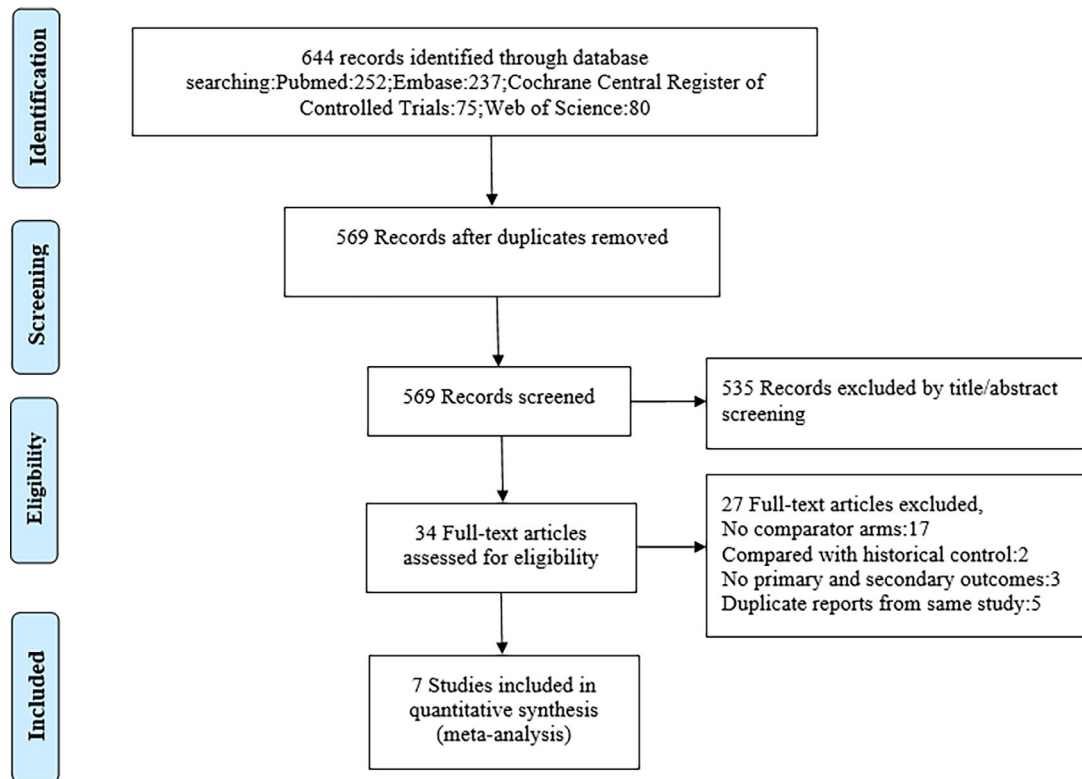 Identification
644 records identified through database
searching:Pubmed:252;Embase:237;Cochrane Central Register of
Controlled Trials:75;Web of Science:80
Screening
569 Records after duplicates removed
569 Records screened
535 Records excluded by title/abstract
screening
Eligibility
34 Full-text articles
assessed for eligibility
27 Full-text articles excluded,
No comparator arms:17
Compared with historical control:2
No primary and secondary outcomes:3
Duplicate reports from same study:5
Included
7 Studies included in
quantitative synthesis
(meta-analysis)